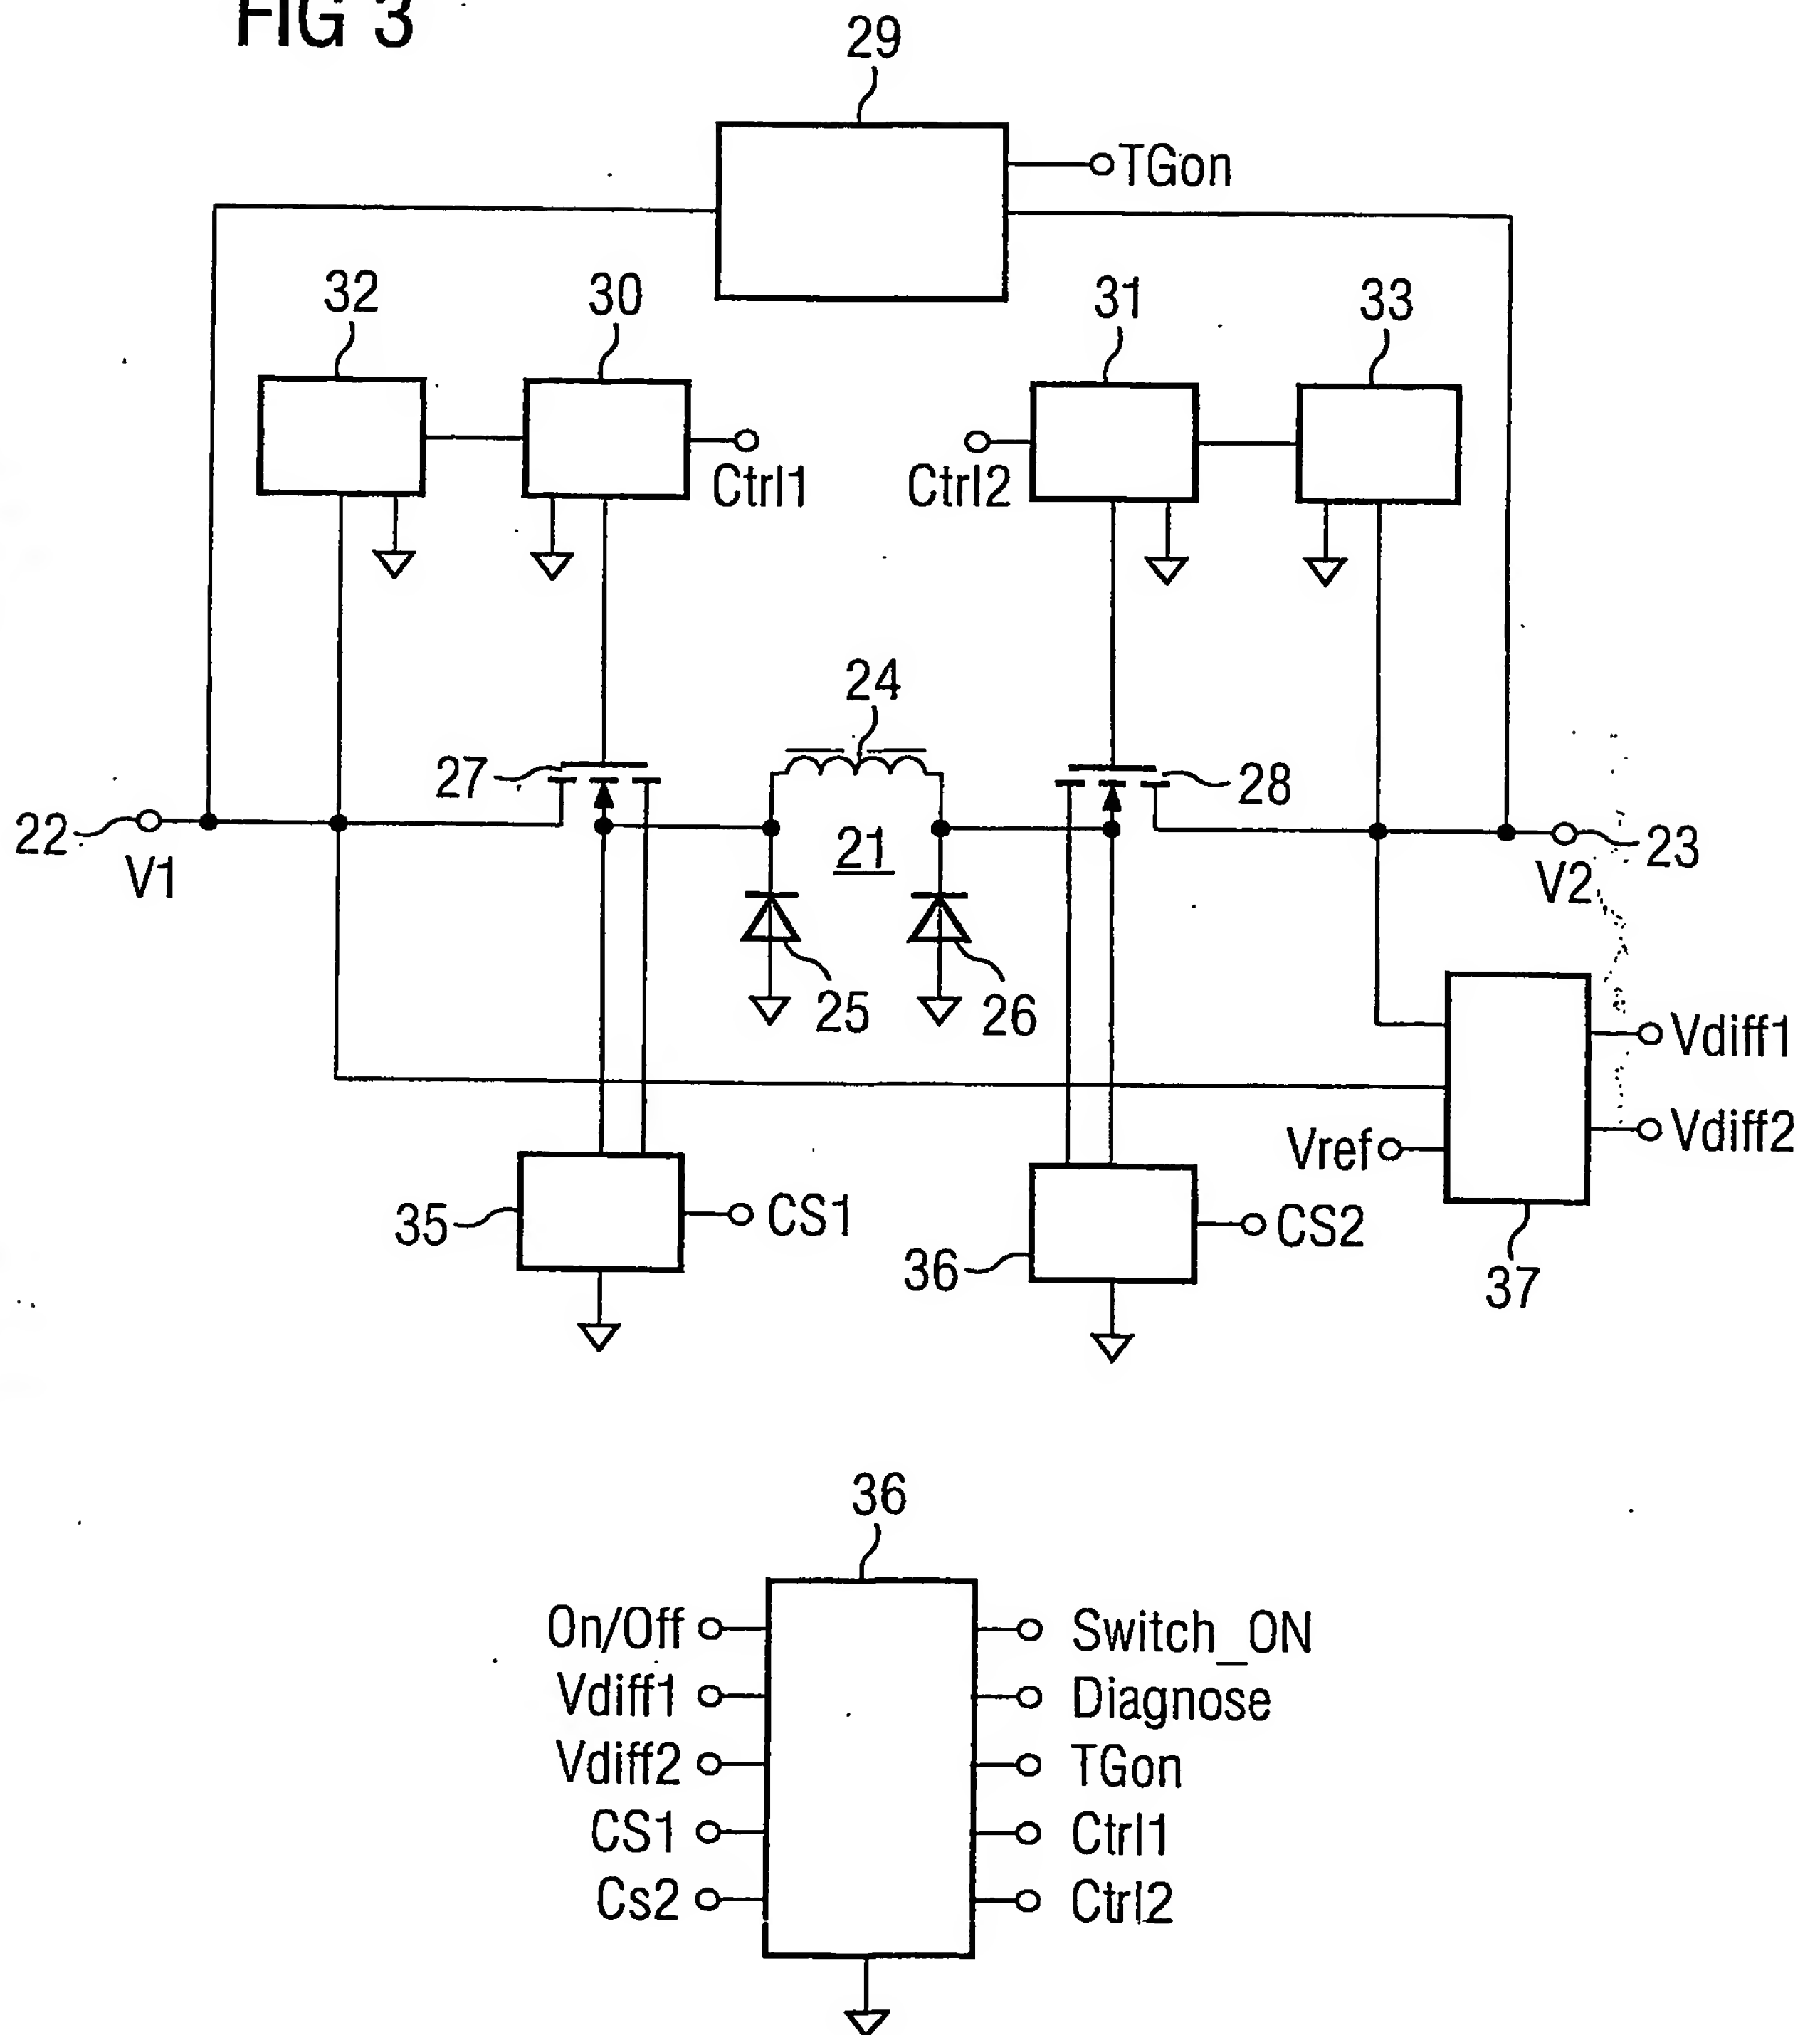 FIG 3
29
TGon
32
30
31
33
Ctrl1
Ctrl2
24
27
28
22
V1
21
V2
23
25
26
Vdiff1
Vdiff2
Vref
35
CS1
36
CS2
37
36
On/Off
Switch_ON
Vdiff1
Diagnose
Vdiff2
TGon
CS1
Ctrl1
Cs2
Ctrl2